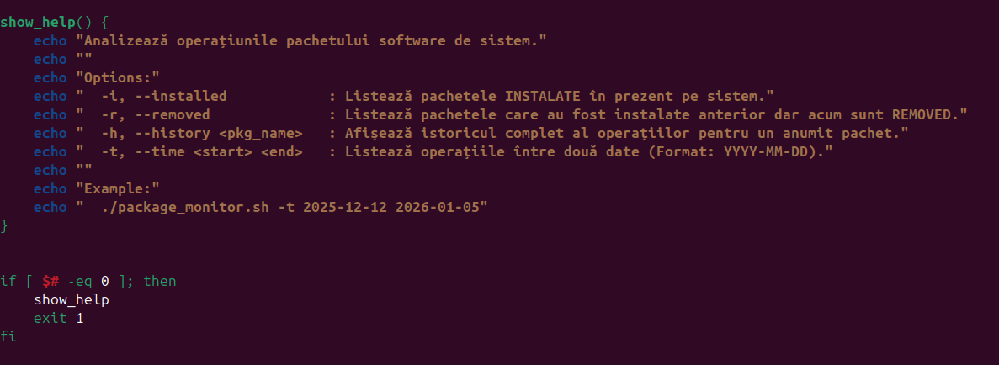 show_help() {
    echo "Analizează operațiunile pachetului software de sistem."
    echo ""
    echo "Options:"
    echo "  -i, --installed            : Listează pachetele INSTALATE în prezent pe sistem."
    echo "  -r, --removed              : Listează pachetele care au fost instalate anterior dar acum sunt REMOVED."
    echo "  -h, --history <pkg_name>   : Afișează istoricul complet al operațiilor pentru un anumit pachet."
    echo "  -t, --time <start> <end>   : Listează operațiile între două date (Format: YYYY-MM-DD)."
    echo ""
    echo "Example:"
    echo "  ./package_monitor.sh -t 2025-12-12 2026-01-05"
}
if [ $# -eq 0 ]; then
    show_help
    exit 1
fi